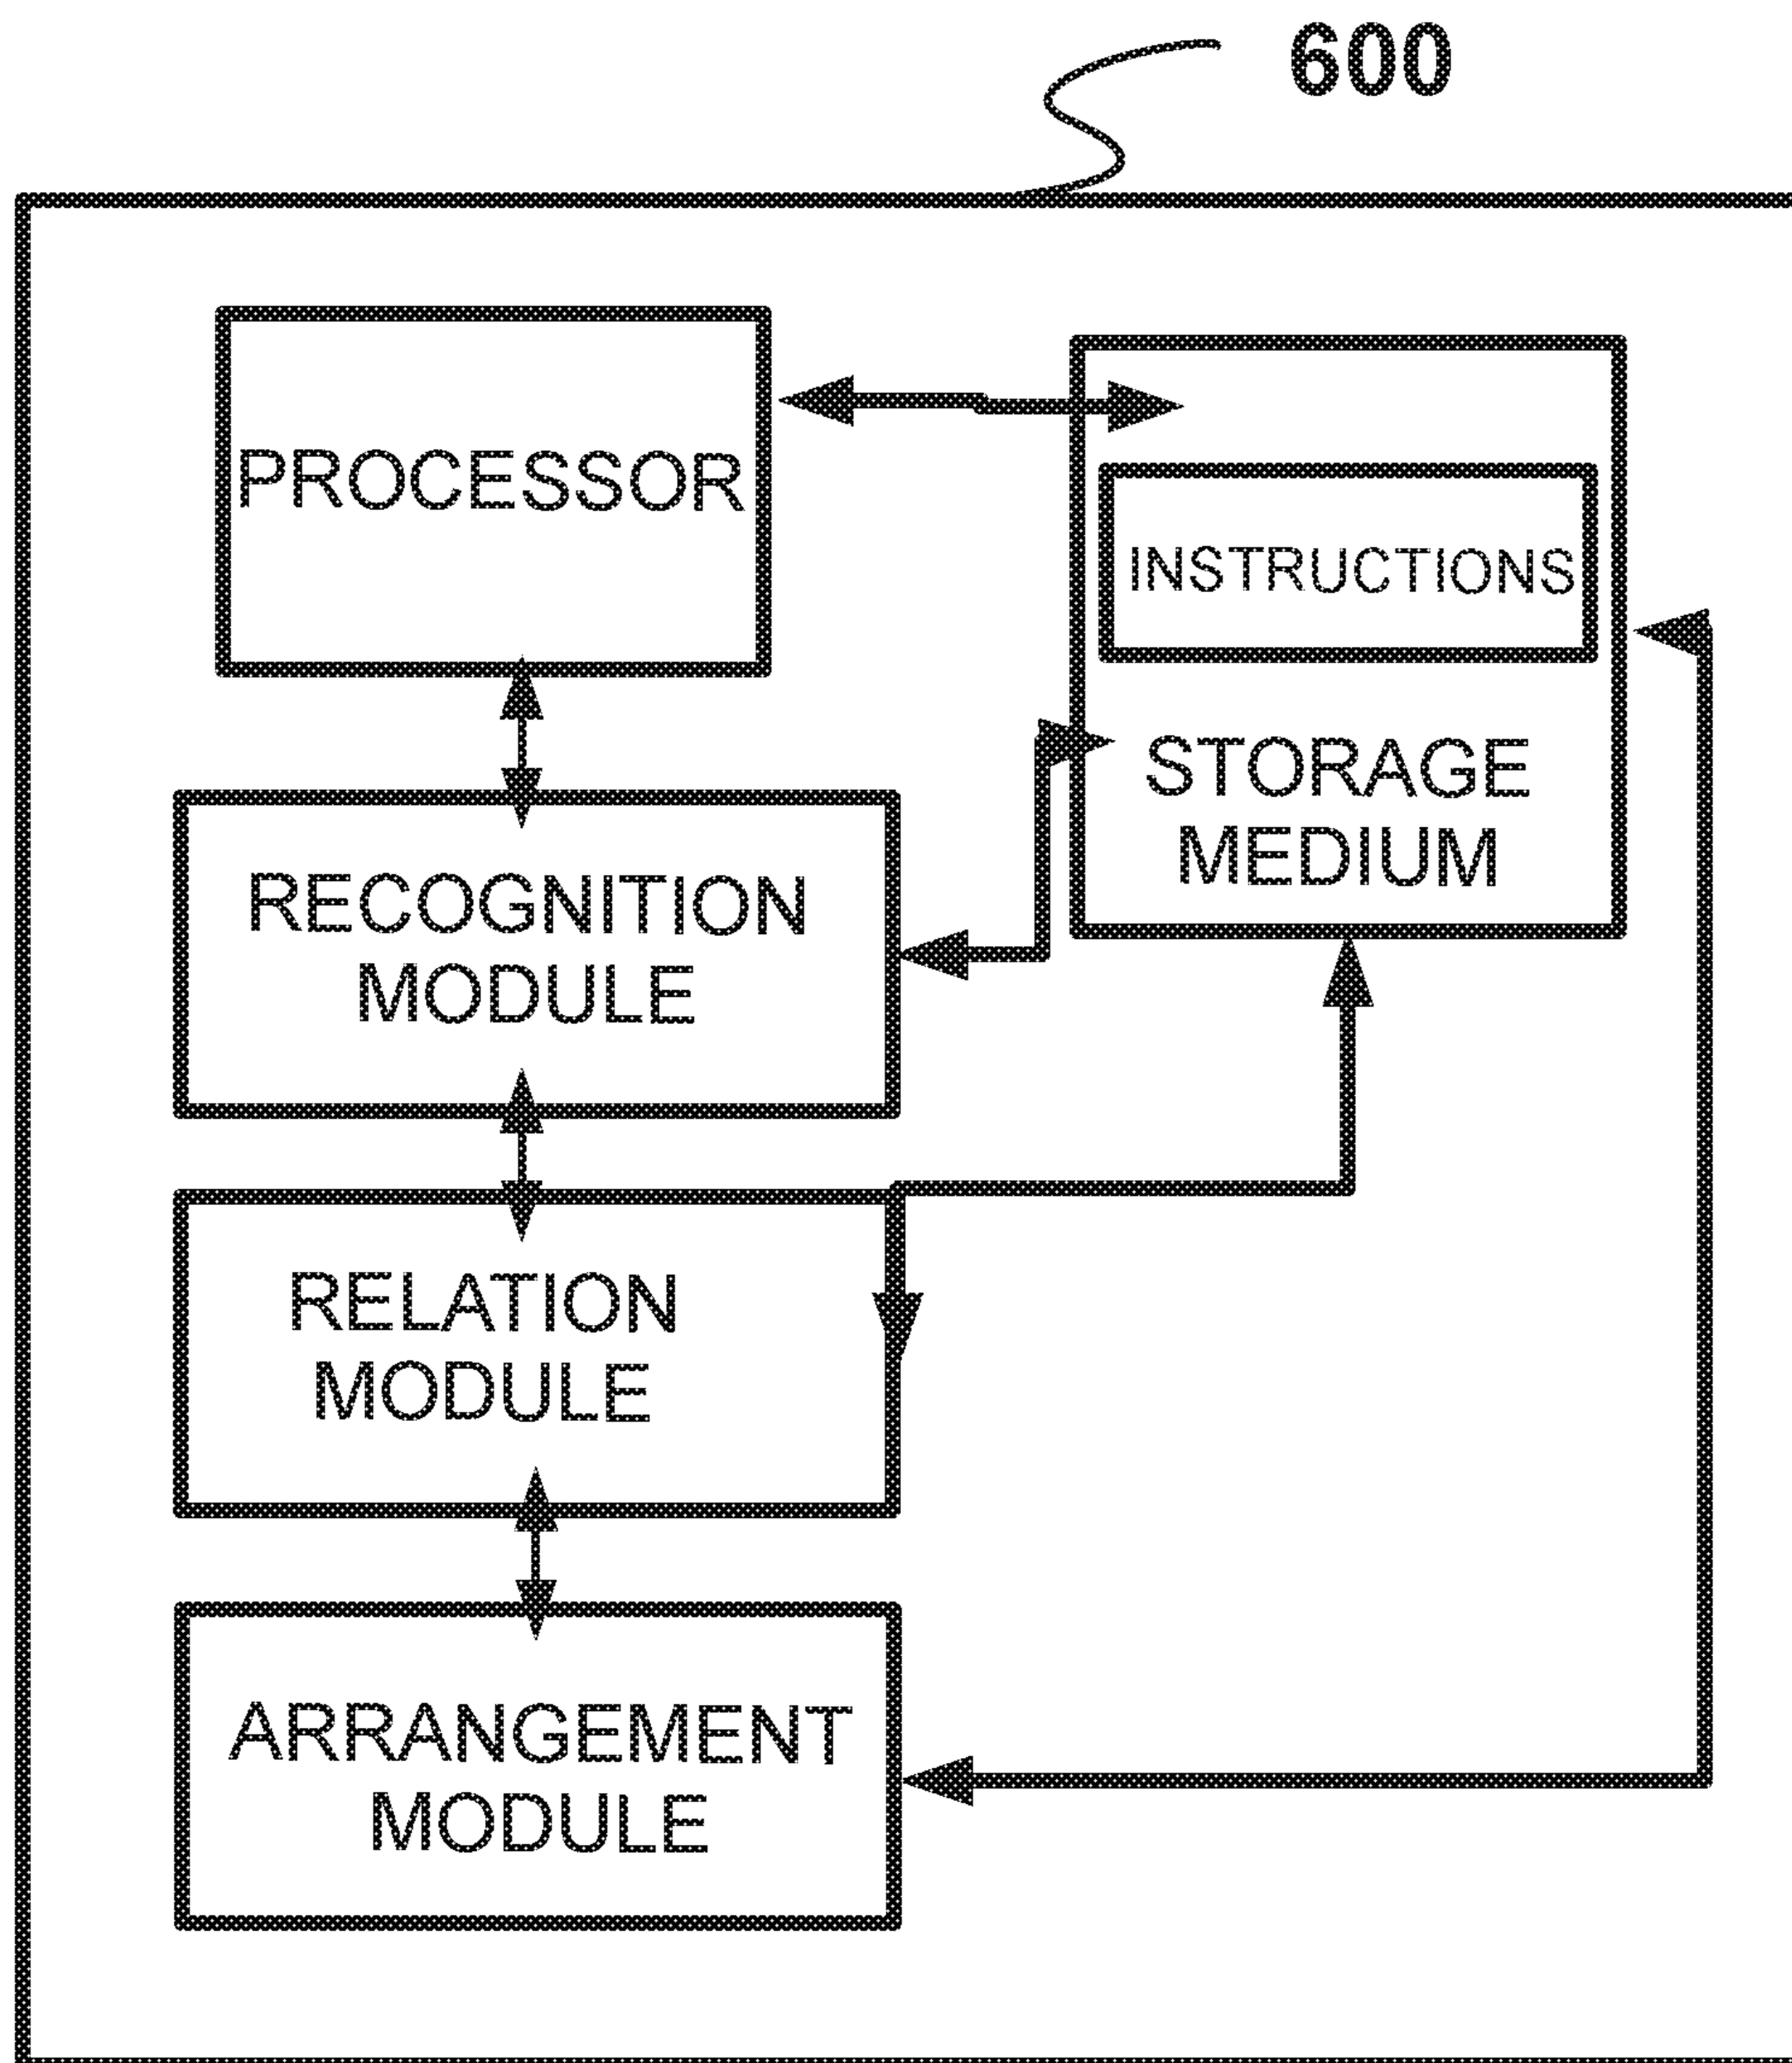 600
PROCESSOR
INSTRUCTIONS
STORAGE
MEDIUM
RECOGNITION
MODULE
RELATION
MODULE
ARRANGEMENT
MODULE